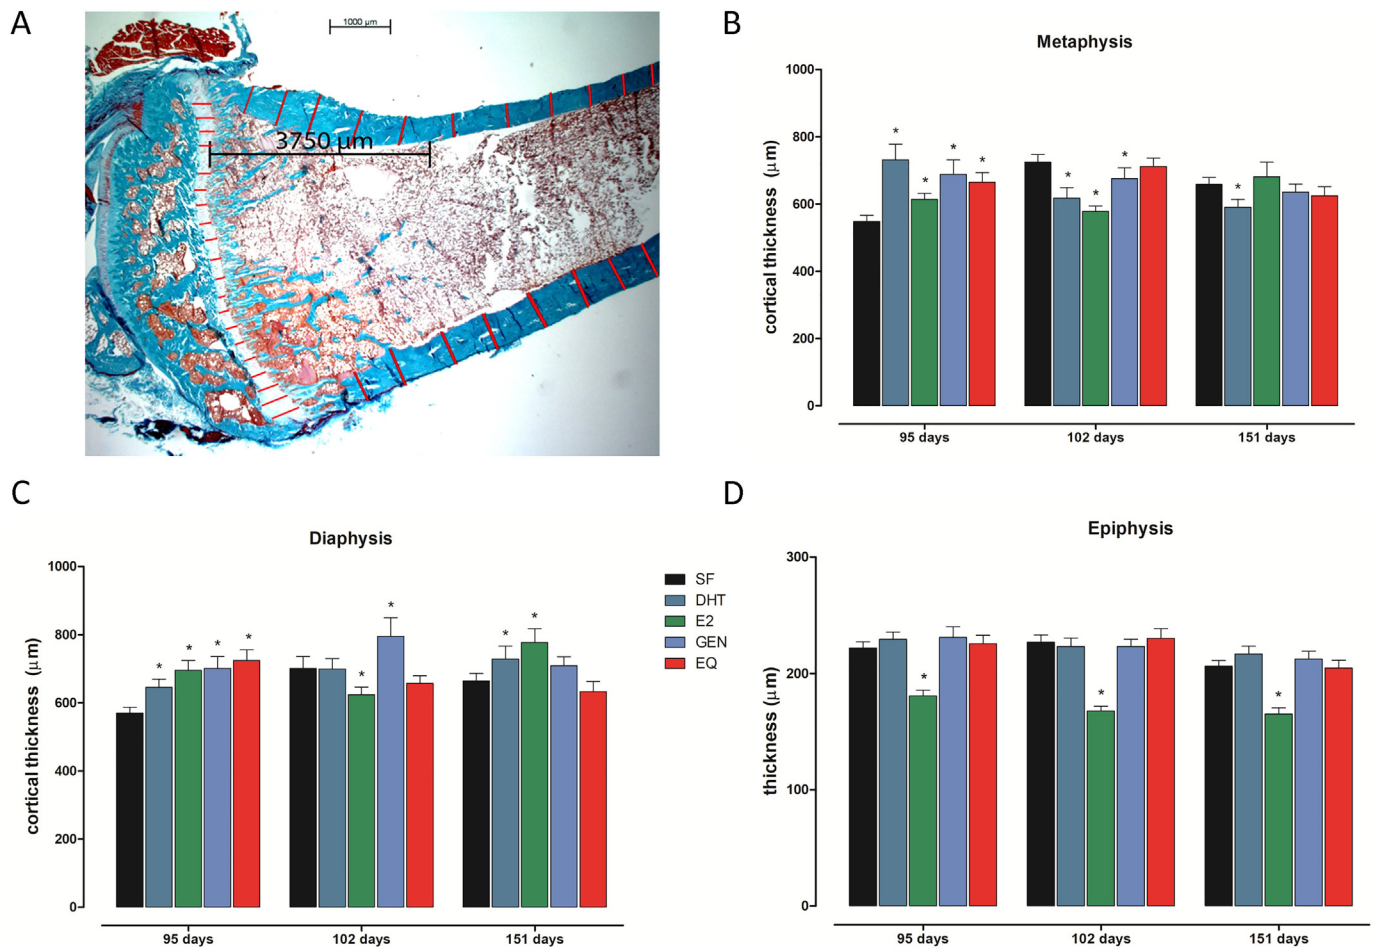 A
1000 µm
3750 µm
B
Metaphysis
cortical thickness (µm)
1000
800
600
400
200
0
* * * *
* * *
*
95 days 102 days 151 days
C
Diaphysis
cortical thickness (µm)
1000
800
600
400
200
0
* * * *
* *
* *
95 days 102 days 151 days
SF
DHT
E2
GEN
EQ
D
Epiphysis
thickness (µm)
300
200
100
0
* * *
95 days 102 days 151 days